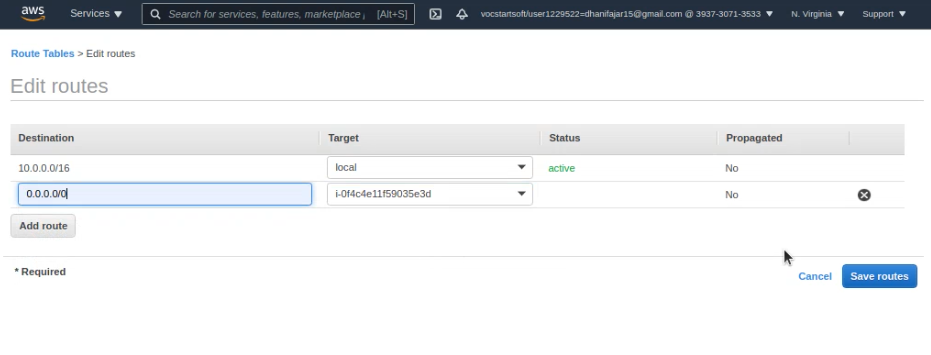 aws Services Search for services, features, marketplace [Alt+S] vocstartsoft/user1229522=dhanifajar15@gmail.com @ 3937-3071-3533 N. Virginia Support
Route Tables > Edit routes
Edit routes
Destination Target Status Propagated
10.0.0.0/16 local active No
0.0.0.0/0 i-0f4c4e11f59035e3d No
Add route
* Required Cancel Save routes